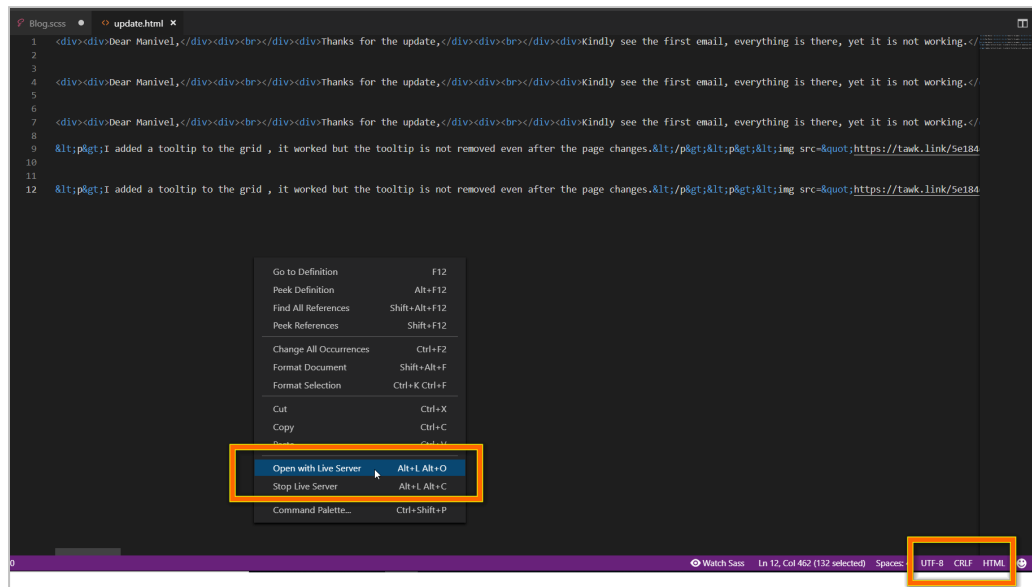 Blog.scss
update.html
1 <div><div>Dear Manivel,</div><div><br></div><div>Thanks for the update,</div><div><br></div><div>Kindly see the first email, everything is there, yet it is not working.</
2
3
4 <div><div>Dear Manivel,</div><div><br></div><div>Thanks for the update,</div><div><br></div><div>Kindly see the first email, everything is there, yet it is not working.</
5
6
7 <div><div>Dear Manivel,</div><div><br></div><div>Thanks for the update,</div><div><br></div><div>Kindly see the first email, everything is there, yet it is not working.</
8
9 &lt;p&gt;I added a tooltip to the grid , it worked but the tooltip is not removed even after the page changes.&lt;/p&gt;&lt;p&gt;&lt;img src=&quot;https://tawk.link/5e184
10
11
12 &lt;p&gt;I added a tooltip to the grid , it worked but the tooltip is not removed even after the page changes.&lt;/p&gt;&lt;p&gt;&lt;img src=&quot;https://tawk.link/5e184
Go to Definition F12
Peek Definition Alt+F12
Find All References Shift+Alt+F12
Peek References Shift+F12
Change All Occurrences Ctrl+F2
Format Document Shift+Alt+F
Format Selection Ctrl+K Ctrl+F
Cut Ctrl+X
Copy Ctrl+C
Paste Ctrl+V
Open with Live Server Alt+L Alt+O
Stop Live Server Alt+L Alt+C
Command Palette... Ctrl+Shift+P
0 Watch Sass Ln 12, Col 462 (132 selected) Spaces: UTF-8 CRLF HTML